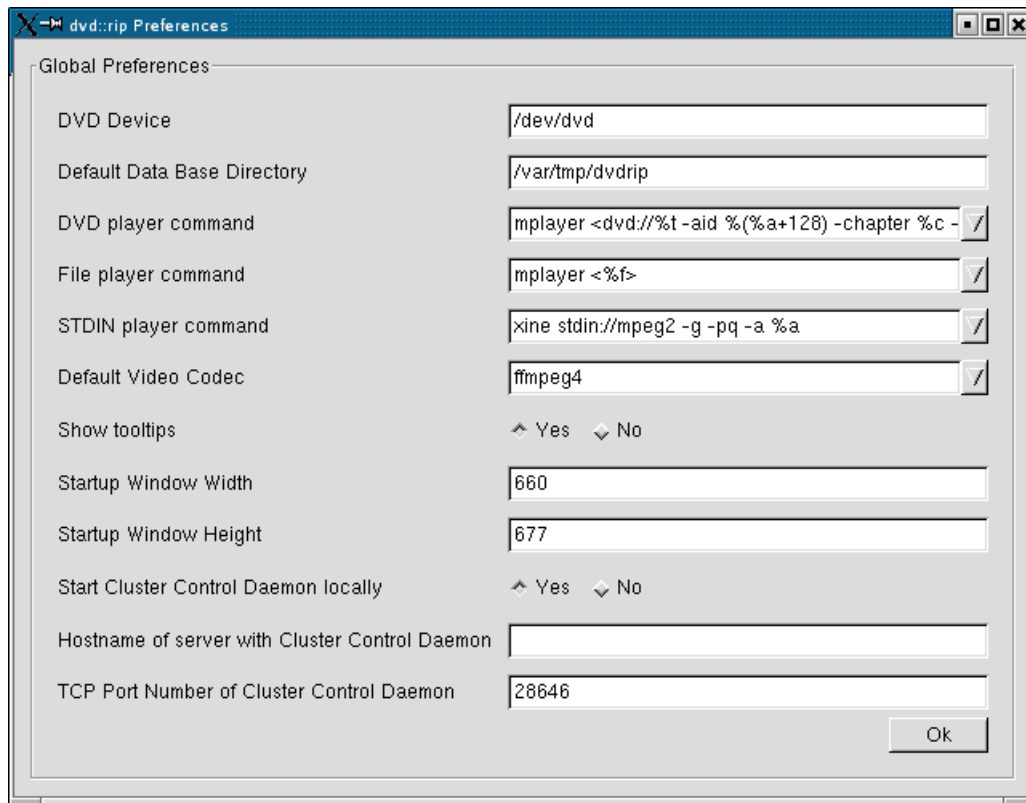 dvd::rip Preferences
Global Preferences
DVD Device /dev/dvd
Default Data Base Directory /var/tmp/dvdrip
DVD player command mplayer <dvd://%t -aid %(%a+128) -chapter %c -
File player command mplayer <%f>
STDIN player command xine stdin://mpeg2 -g -pq -a %a
Default Video Codec ffmpeg4
Show tooltips Yes No
Startup Window Width 660
Startup Window Height 677
Start Cluster Control Daemon locally Yes No
Hostname of server with Cluster Control Daemon
TCP Port Number of Cluster Control Daemon 28646
Ok